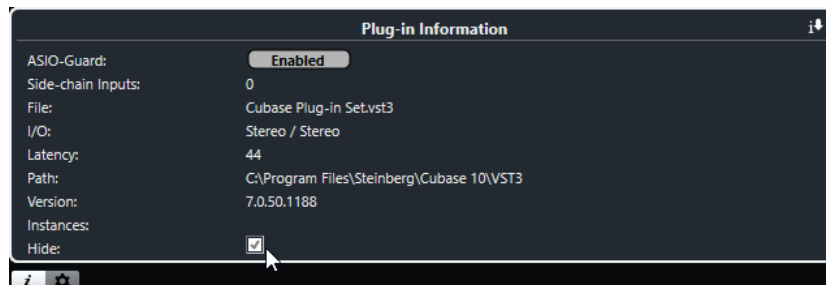 Plug-in Information
ASIO-Guard: Enabled
Side-chain Inputs: 0
File: Cubase Plug-in Set.vst3
I/O: Stereo / Stereo
Latency: 44
Path: C:\Program Files\Steinberg\Cubase 10\VST3
Version: 7.0.50.1188
Instances:
Hide: